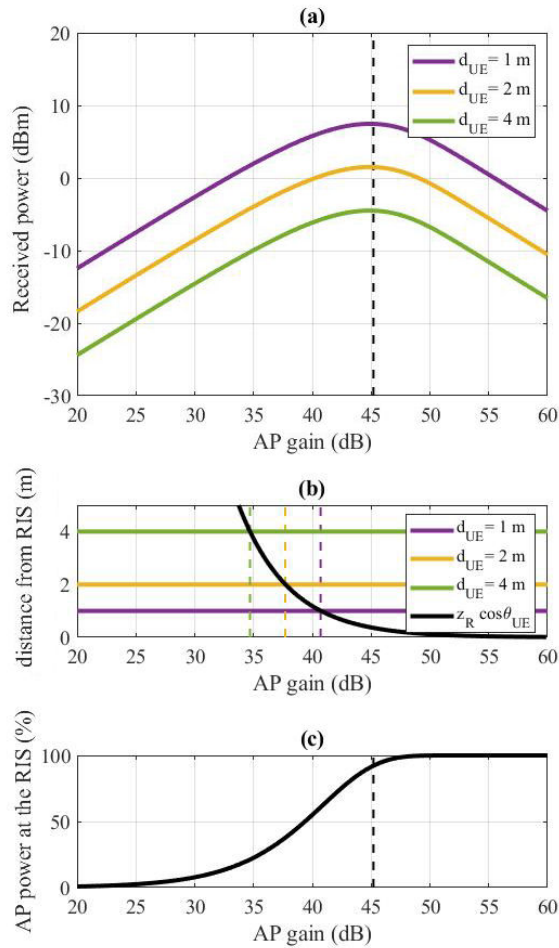 (a)
20
10
0
-10
-20
-30
Received power (dBm)
d_UE= 1 m
d_UE= 2 m
d_UE= 4 m
20 25 30 35 40 45 50 55 60
AP gain (dB)
(b)
4
2
0
distance from RIS (m)
d_UE= 1 m
d_UE= 2 m
d_UE= 4 m
z_R cosθ_UE
20 25 30 35 40 45 50 55 60
AP gain (dB)
(c)
100
50
0
AP power at the RIS (%)
20 25 30 35 40 45 50 55 60
AP gain (dB)